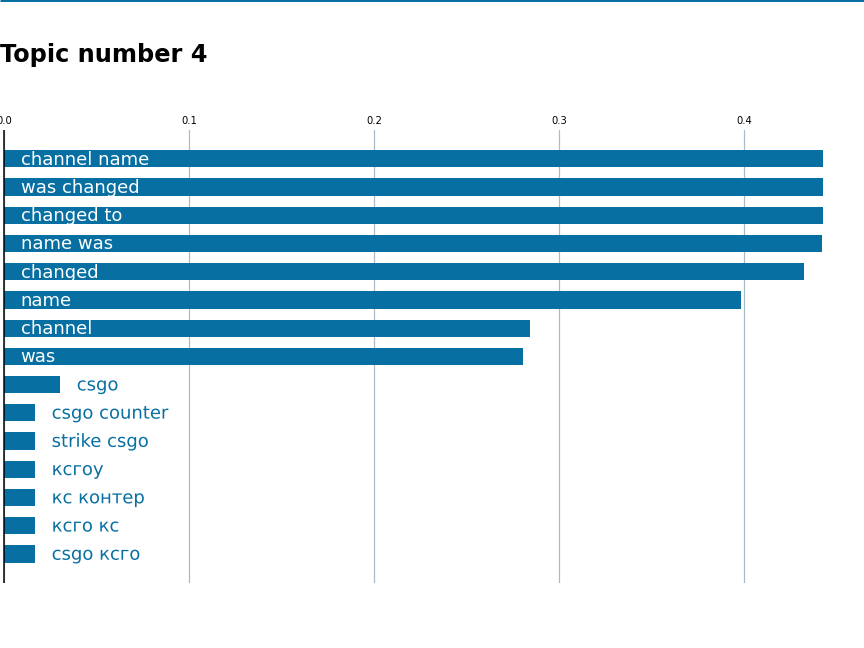 Topic number 4
0.0 0.1 0.2 0.3 0.4
channel name
was changed
changed to
name was
changed
name
channel
was
csgo
csgo counter
strike csgo
ксгоу
кс контер
ксго кс
csgo ксго